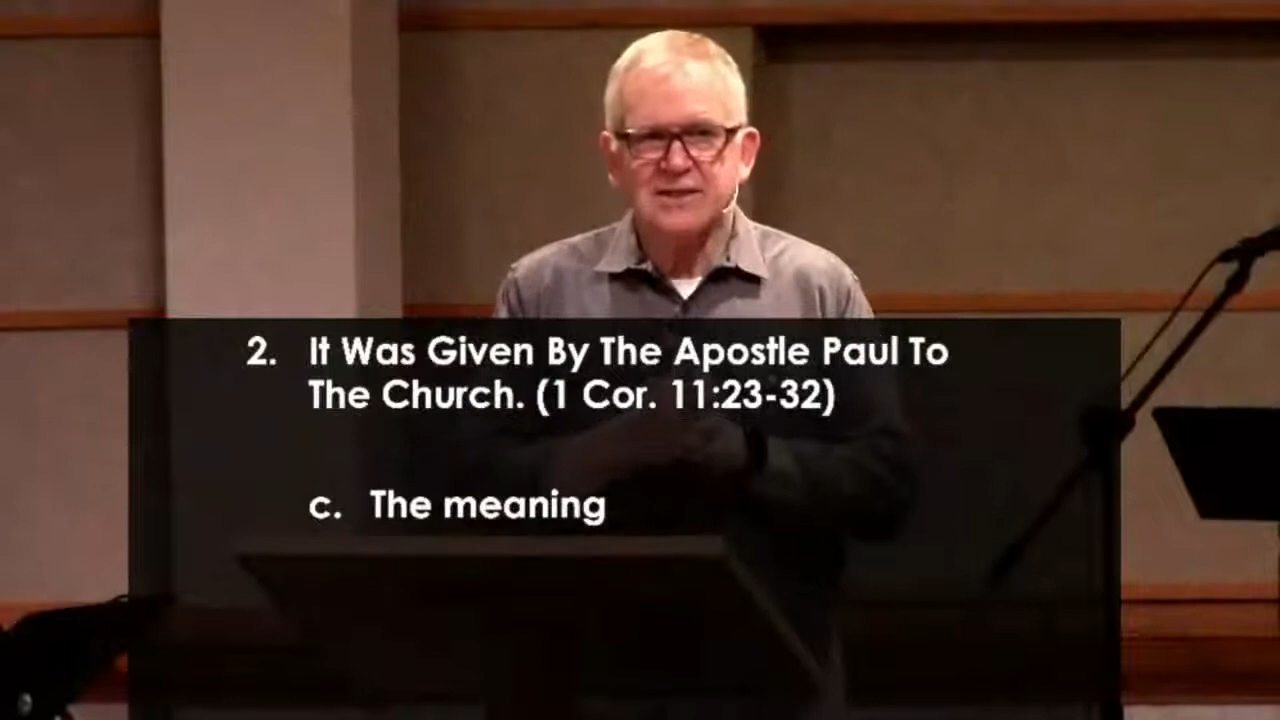 2. It Was Given By The Apostle Paul To
The Church. (1 Cor. 11:23-32)
c. The meaning